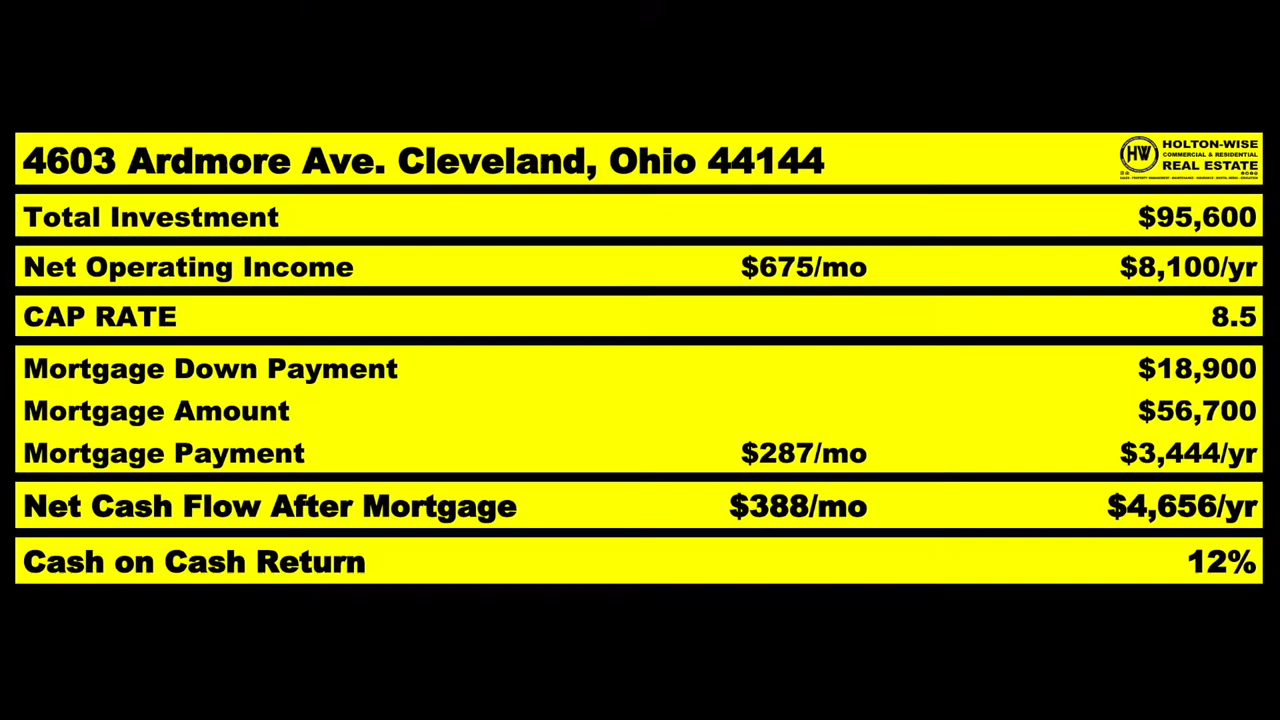 4603 Ardmore Ave. Cleveland, Ohio 44144
HW
HOLTON-WISE
COMMERCIAL & RESIDENTIAL
REAL ESTATE
Total Investment $95,600
Net Operating Income $675/mo $8,100/yr
CAP RATE 8.5
Mortgage Down Payment $18,900
Mortgage Amount $56,700
Mortgage Payment $287/mo $3,444/yr
Net Cash Flow After Mortgage $388/mo $4,656/yr
Cash on Cash Return 12%